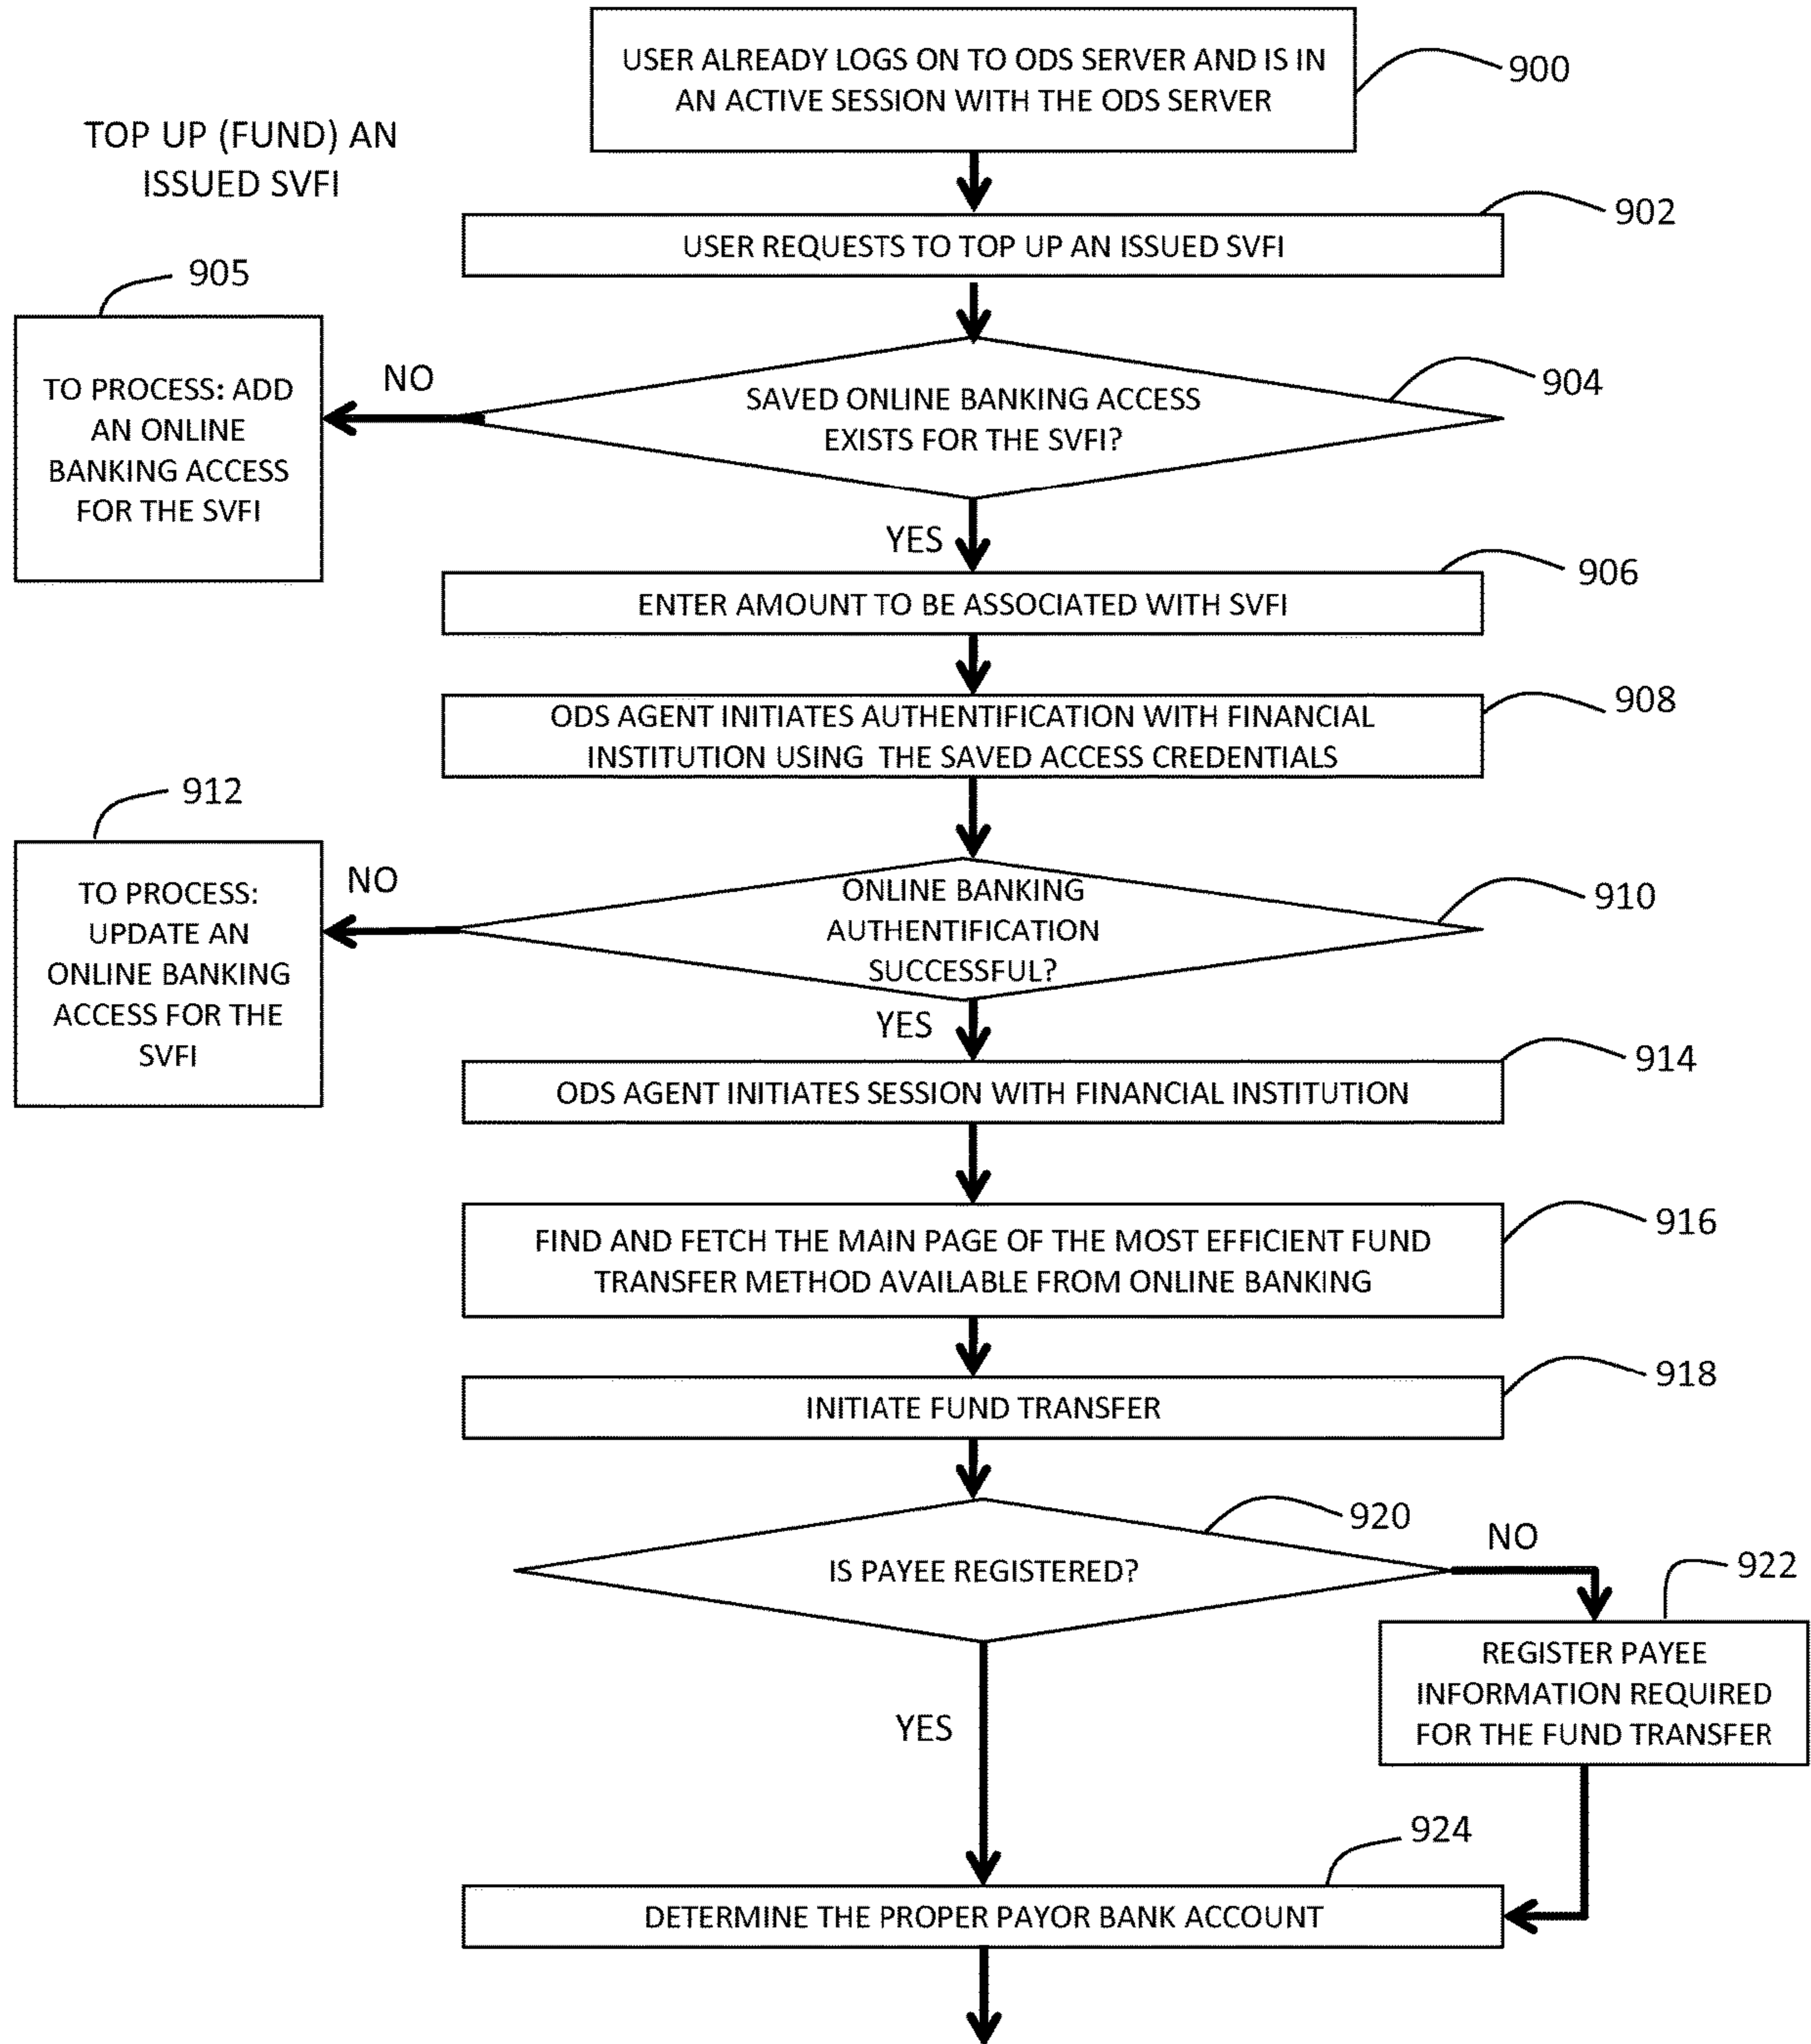 USER ALREADY LOGS ON TO ODS SERVER AND IS IN
AN ACTIVE SESSION WITH THE ODS SERVER
900
TOP UP (FUND) AN
ISSUED SVFI
902
USER REQUESTS TO TOP UP AN ISSUED SVFI
905
TO PROCESS: ADD
AN ONLINE
BANKING ACCESS
FOR THE SVFI
NO
SAVED ONLINE BANKING ACCESS
EXISTS FOR THE SVFI?
904
YES
906
ENTER AMOUNT TO BE ASSOCIATED WITH SVFI
908
ODS AGENT INITIATES AUTHENTIFICATION WITH FINANCIAL
INSTITUTION USING THE SAVED ACCESS CREDENTIALS
912
TO PROCESS:
UPDATE AN
ONLINE BANKING
ACCESS FOR THE
SVFI
NO
ONLINE BANKING
AUTHENTIFICATION
SUCCESSFUL?
910
YES
914
ODS AGENT INITIATES SESSION WITH FINANCIAL INSTITUTION
916
FIND AND FETCH THE MAIN PAGE OF THE MOST EFFICIENT FUND
TRANSFER METHOD AVAILABLE FROM ONLINE BANKING
918
INITIATE FUND TRANSFER
920
IS PAYEE REGISTERED?
NO
922
REGISTER PAYEE
INFORMATION REQUIRED
FOR THE FUND TRANSFER
YES
924
DETERMINE THE PROPER PAYOR BANK ACCOUNT